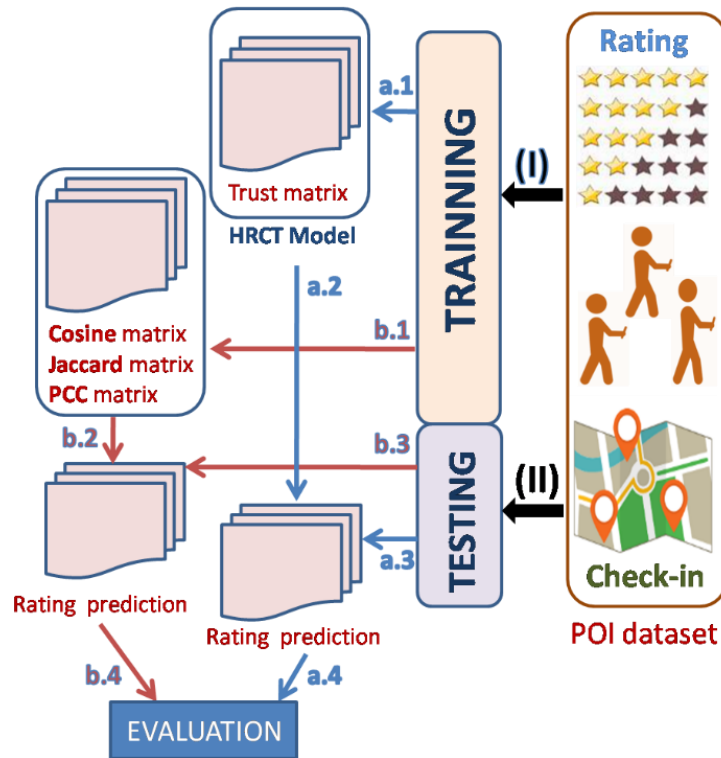 Rating
a.1
TRAINNING
(I)
Trust matrix
HRCT Model
a.2
b.1
Cosine matrix
Jaccard matrix
PCC matrix
b.2
b.3
TESTING
(II)
a.3
Check-in
Rating prediction
Rating prediction
POI dataset
b.4
a.4
EVALUATION